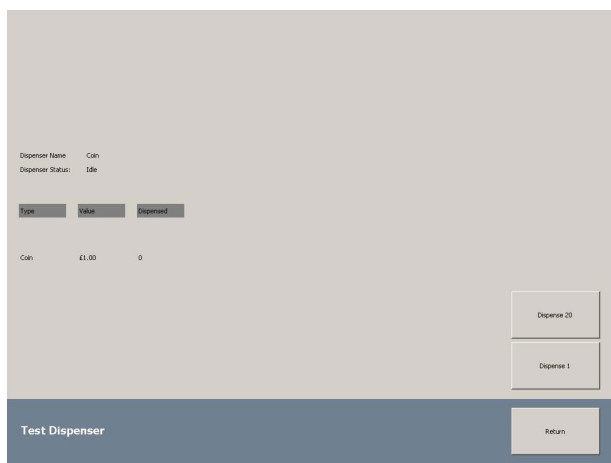 Dispenser Name Coin
Dispenser Status: Idle
Type Value Dispensed
Coin £1.00 0
Dispense 20
Dispense 1
Test Dispenser Return